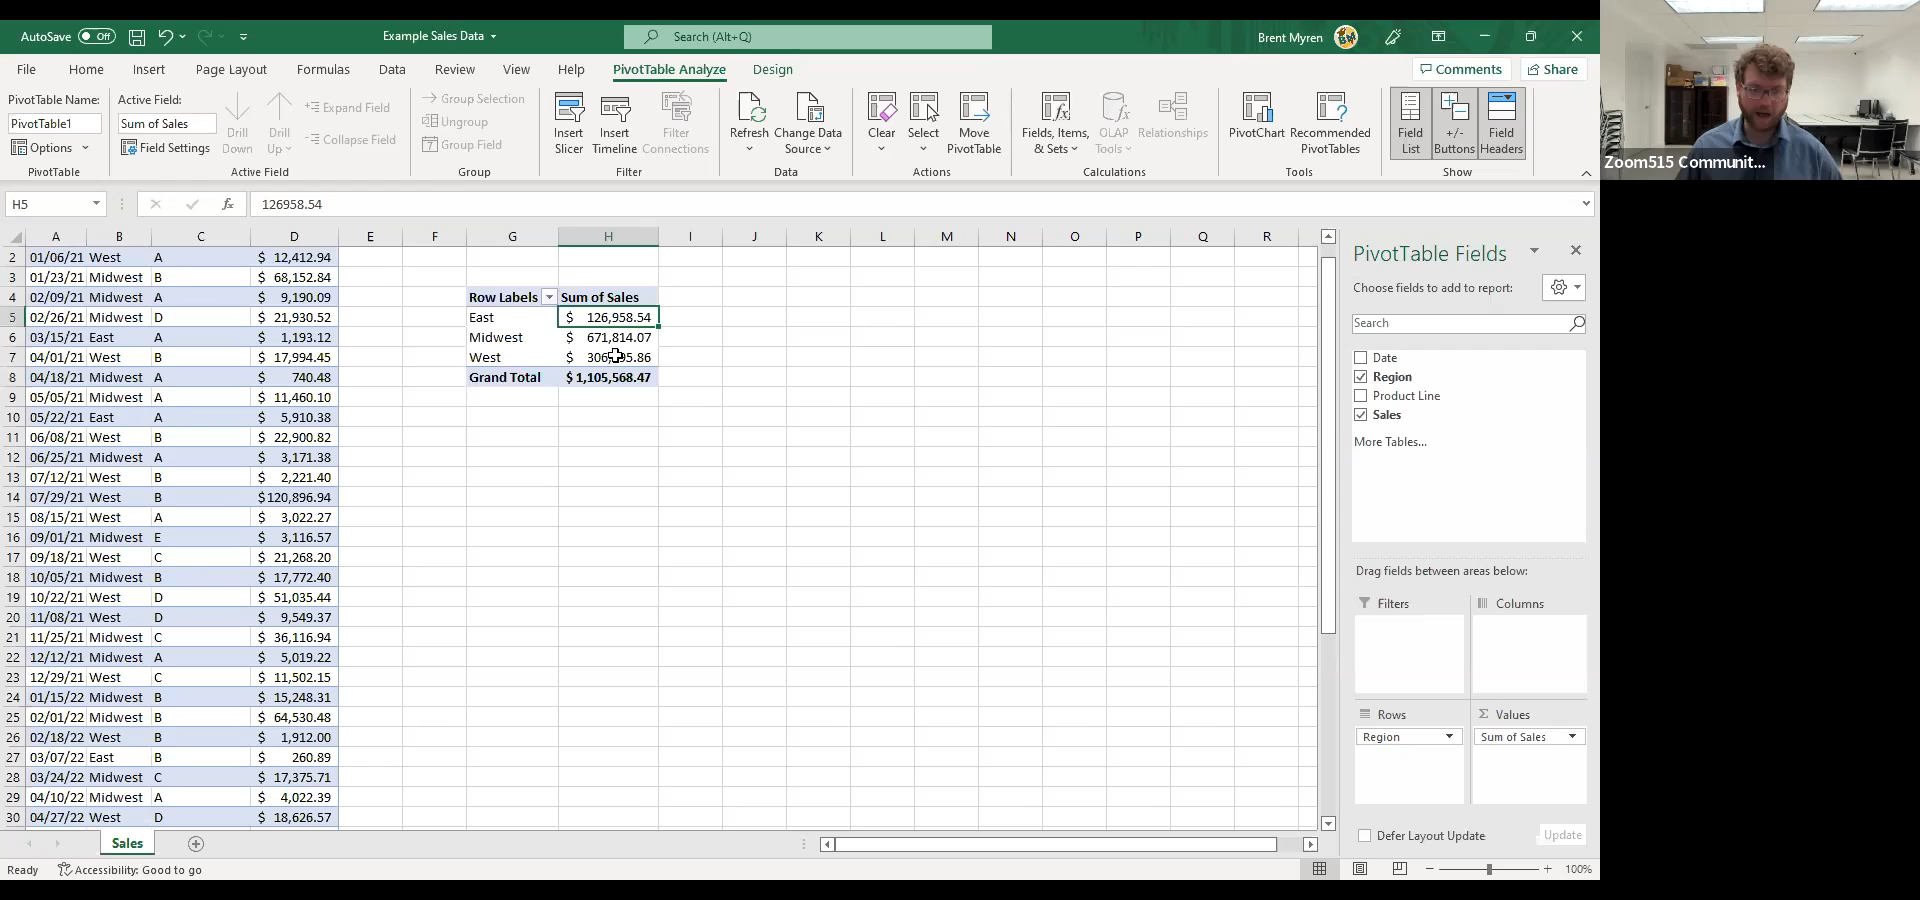 AutoSave Off Example Sales Data Search (Alt+Q) Brent Myren
File Home Insert Page Layout Formulas Data Review View Help PivotTable Analyze Design Comments Share
PivotTable Name: Active Field:
PivotTable1 Sum of Sales
Options Field Settings
PivotTable
Drill Down
Drill Up
Expand Field
Collapse Field
Active Field
Group Selection
Ungroup
Group Field
Group
Insert Slicer
Insert Timeline
Filter Connections
Filter
Refresh
Change Data Source
Data
Clear
Select
Move PivotTable
Actions
Fields, Items, & Sets
OLAP Tools
Relationships
Calculations
PivotChart
Recommended PivotTables
Tools
Field List
+/- Buttons
Field Headers
Show
Zoom515 Communit...
H5 fx 126958.54
A B C D E F G H I J K L M N O P Q R
2 01/06/21 West A $ 12,412.94
3 01/23/21 Midwest B $ 68,152.84
4 02/09/21 Midwest A $ 9,190.09 Row Labels Sum of Sales
5 02/26/21 Midwest D $ 21,930.52 East $ 126,958.54
6 03/15/21 East A $ 1,193.12 Midwest $ 671,814.07
7 04/01/21 West B $ 17,994.45 West $
8 04/18/21 Midwest A $ 740.48 Grand Total $ 1,105,568.47
9 05/05/21 Midwest A $ 11,460.10
10 05/22/21 East A $ 5,910.38
11 06/08/21 West B $ 22,900.82
12 06/25/21 Midwest A $ 3,171.38
13 07/12/21 West B $ 2,221.40
14 07/29/21 West B $120,896.94
15 08/15/21 West A $ 3,022.27
16 09/01/21 Midwest E $ 3,116.57
17 09/18/21 West C $ 21,268.20
18 10/05/21 Midwest B $ 17,772.40
19 10/22/21 West D $ 51,035.44
20 11/08/21 West D $ 9,549.37
21 11/25/21 Midwest C $ 36,116.94
22 12/12/21 Midwest A $ 5,019.22
23 12/29/21 West C $ 11,502.15
24 01/15/22 Midwest B $ 15,248.31
25 02/01/22 Midwest B $ 64,530.48
26 02/18/22 West B $ 1,912.00
27 03/07/22 East B $ 260.89
28 03/24/22 Midwest C $ 17,375.71
29 04/10/22 Midwest A $ 4,022.39
30 04/27/22 West D $ 18,626.57
PivotTable Fields
Choose fields to add to report:
Search
Date
Region
Product Line
Sales
More Tables...
Drag fields between areas below:
Filters Columns
Rows Σ Values
Region Sum of Sales
Defer Layout Update Update
Sales
Ready Accessibility: Good to go 100%